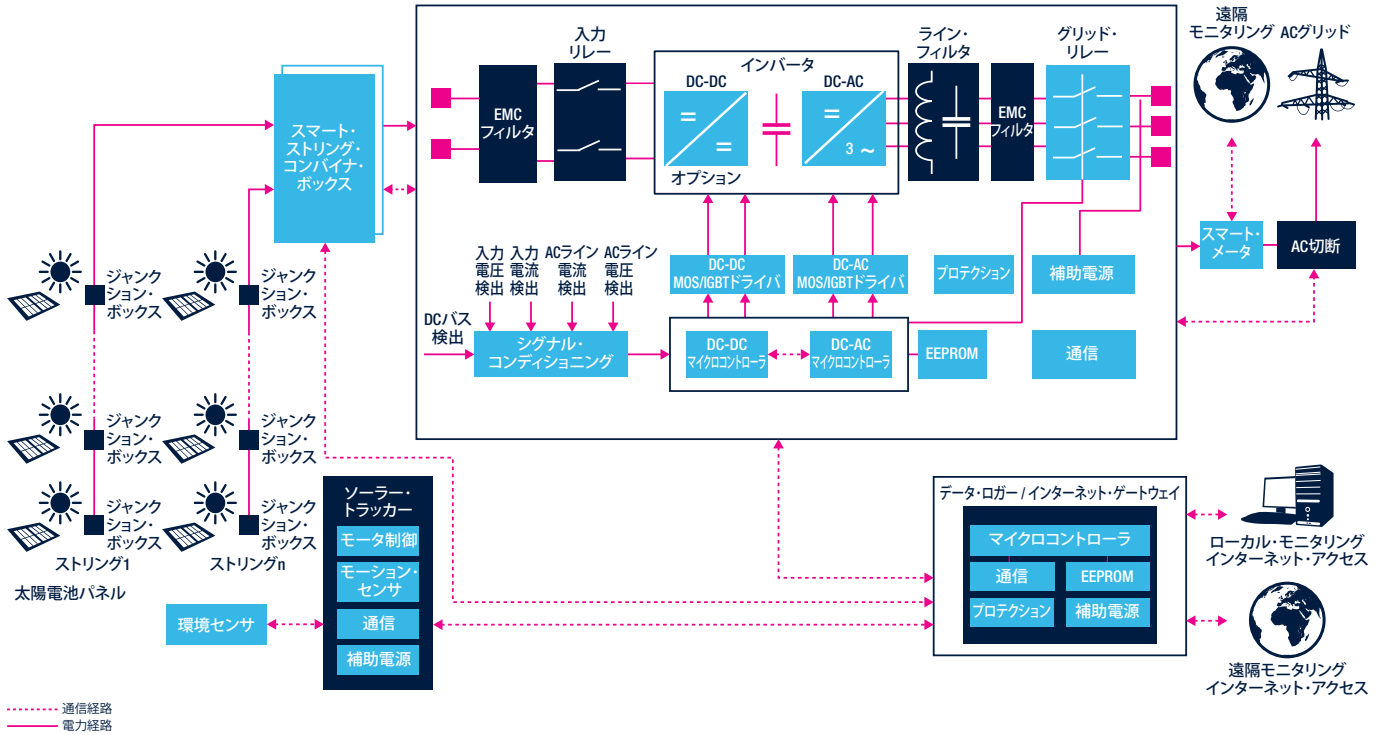 遠隔
モニタリング
ACグリッド
入力
リレー
ライン・
フィルタ
グリッド・
リレー
インバータ
DC-DC
DC-AC
=
=
=
3 ~
オプション
EMC
フィルタ
EMC
フィルタ
スマート・
ストリング・
コンバイナ・
ボックス
スマート・
メータ
AC切断
入力
電圧
検出
入力
電流
検出
ACライン
電流
検出
ACライン
電圧
検出
DC-DC
MOS/IGBTドライバ
DC-AC
MOS/IGBTドライバ
プロテクション
補助電源
DCバス
検出
シグナル・
コンディショニング
DC-DC
マイクロコントローラ
DC-AC
マイクロコントローラ
EEPROM
通信
ジャンク
ション・
ボックス
ジャンク
ション・
ボックス
ジャンク
ション・
ボックス
ジャンク
ション・
ボックス
ジャンク
ション・
ボックス
ジャンク
ション・
ボックス
ストリング1
ストリングn
太陽電池パネル
環境センサ
ソーラー・
トラッカー
モータ制御
モーション・
センサ
通信
補助電源
データ・ロガー / インターネット・ゲートウェイ
マイクロコントローラ
通信
EEPROM
プロテクション
補助電源
ローカル・モニタリング
インターネット・アクセス
遠隔モニタリング
インターネット・アクセス
通信経路
電力経路